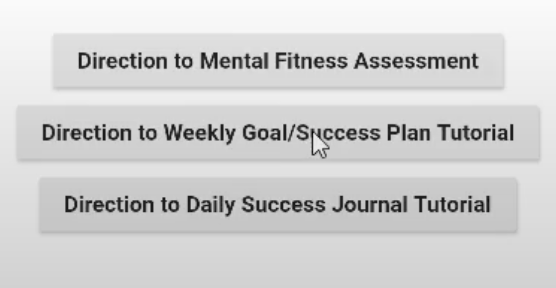 Direction to Mental Fitness Assessment
Direction to Weekly Goal/Success Plan Tutorial
Direction to Daily Success Journal Tutorial